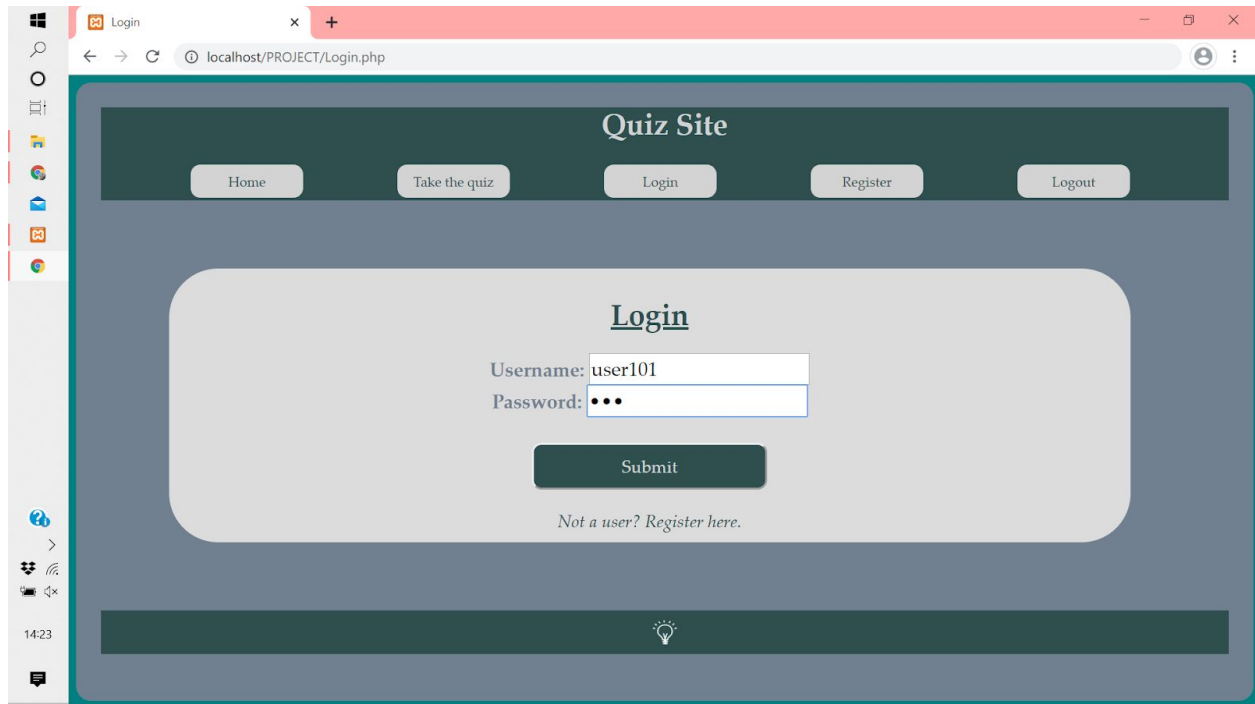 Login
localhost/PROJECT/Login.php
Quiz Site
Home Take the quiz Login Register Logout
Login
Username: user101
Password: •••
Submit
Not a user? Register here.
14:23